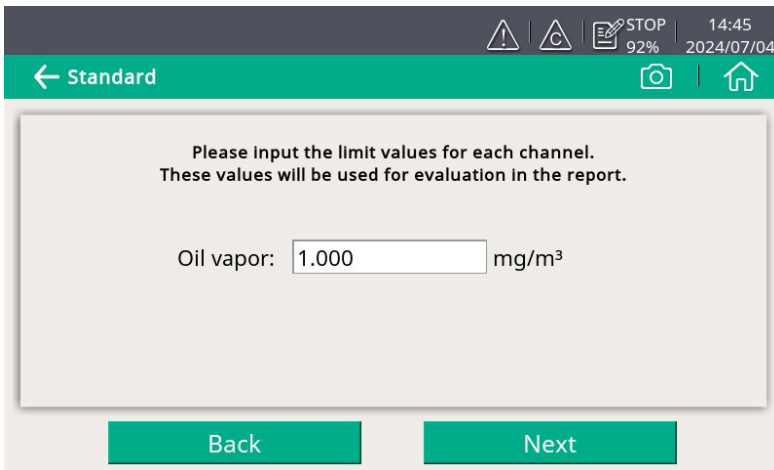 STOP 14:45
92% 2024/07/04
Standard
Please input the limit values for each channel.
These values will be used for evaluation in the report.
Oil vapor: 1.000 mg/m³
Back Next